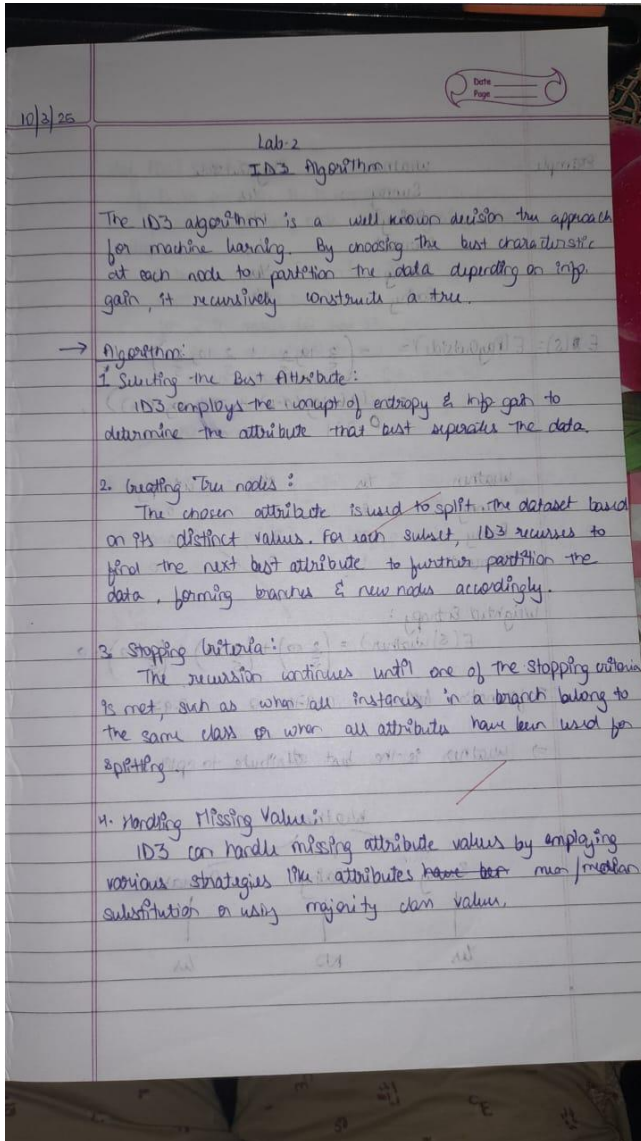 Date
Page
10/3/25
Lab-2
ID3 Algorithm
The ID3 algorithm is a well known decision tree approach
for machine learning. By choosing the best characteristic
at each node to partition the data depending on info.
gain, it recursively constructs a tree.
→ Algorithm:
1. Selecting the Best Attribute:
ID3 employs the concept of entropy & info gain to
determine the attribute that best seperates the data.
2. Creating Tree nodes:
The chosen attribute is used to split the dataset based
on its distinct values. For each subset, ID3 recurses to
find the next best attribute to further partition the
data, forming branches & new nodes accordingly.
3. Stopping Criteria:
The recursion continues until one of the stopping criteria
is met, such as when all instances in a branch belong to
the same class or when all attributes have been used for
splitting.
4. Handling Missing Value:
ID3 can handle missing attribute values by employing
various strategies like attributes have been mean/median
substitution or using majority class values.